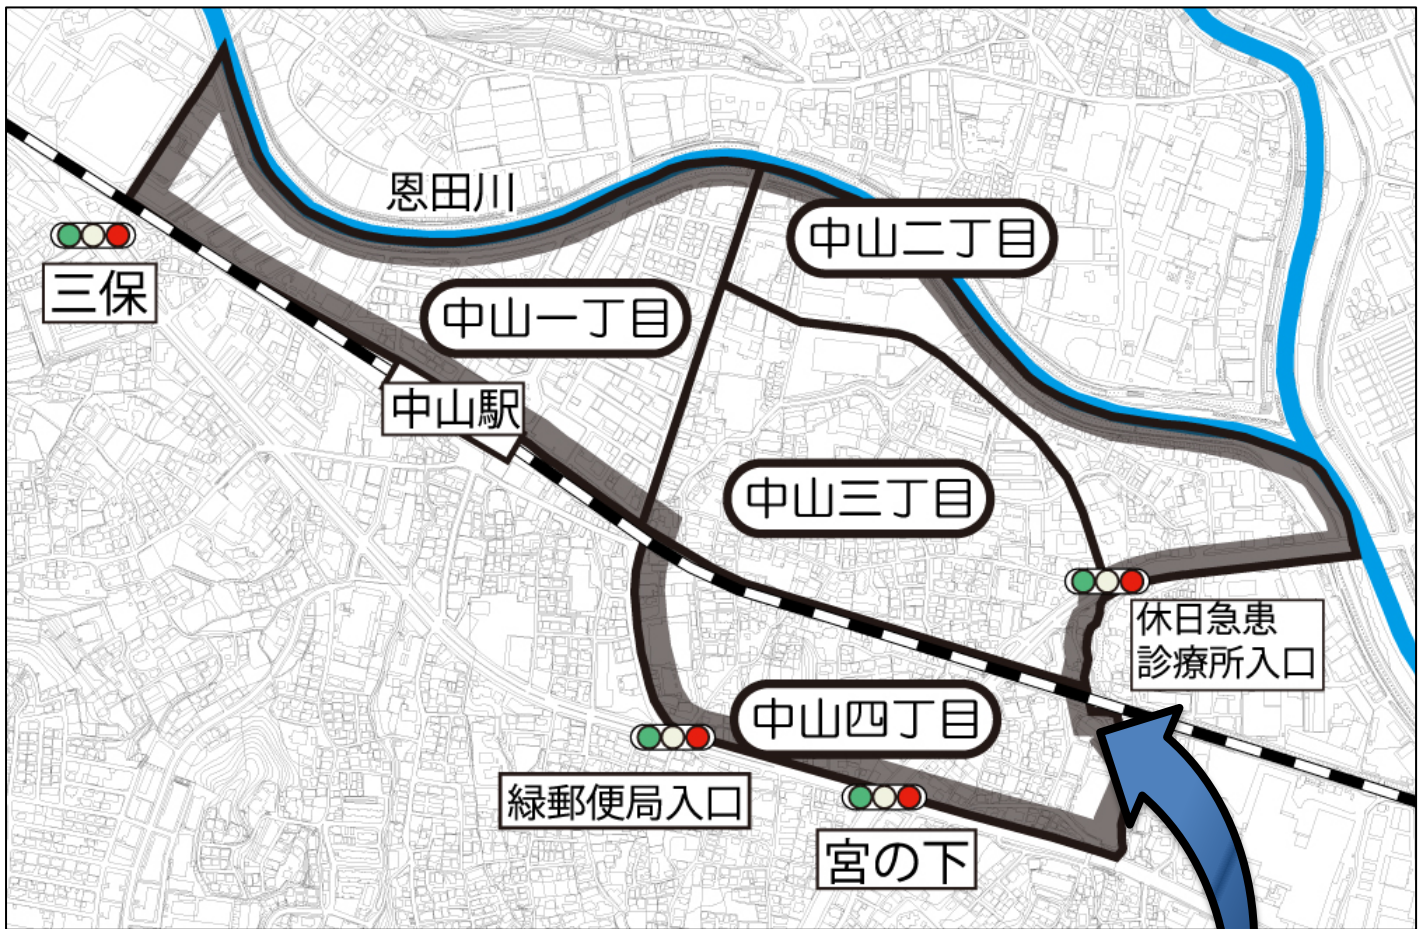 恩田川
中山二丁目
三保
中山一丁目
中山駅
中山三丁目
休日急患
診療所入口
中山四丁目
緑郵便局入口
宮の下